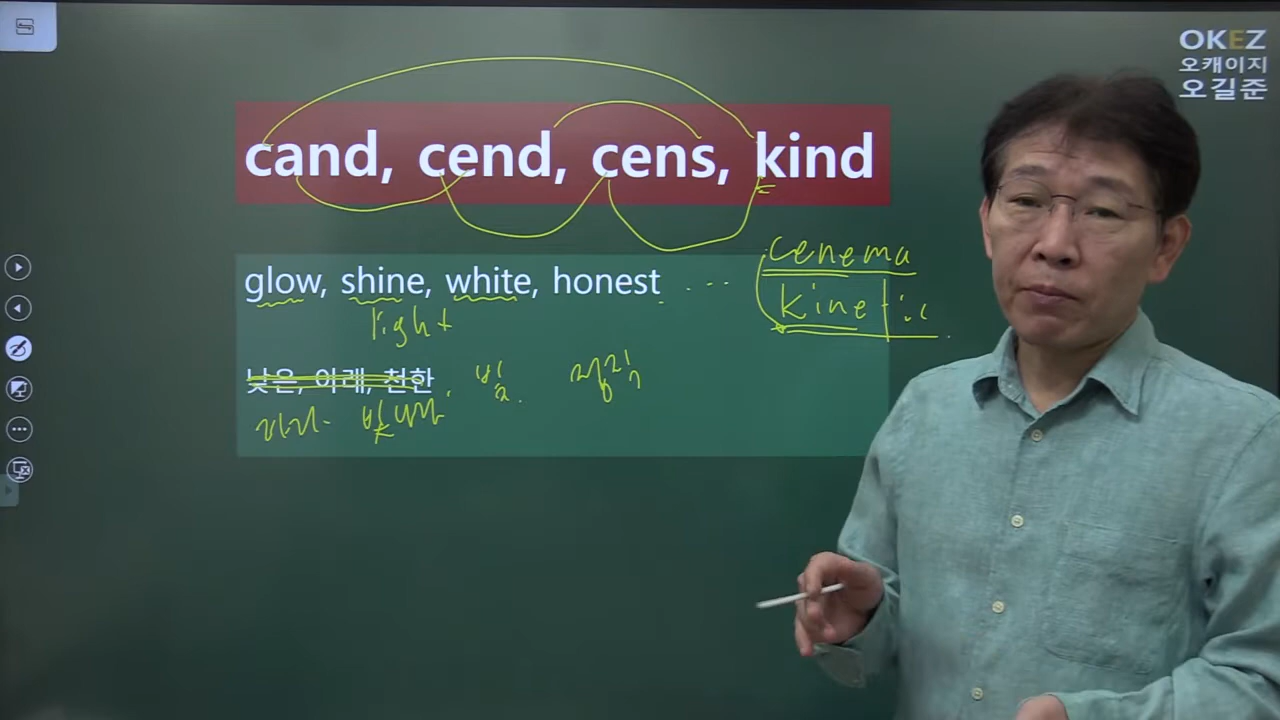 OKEZ
오캐이지
오길준
cand, cend, cens, kind
glow, shine, white, honest ...
cenema
kinetic
light
낮은, 아래, 천한
빛